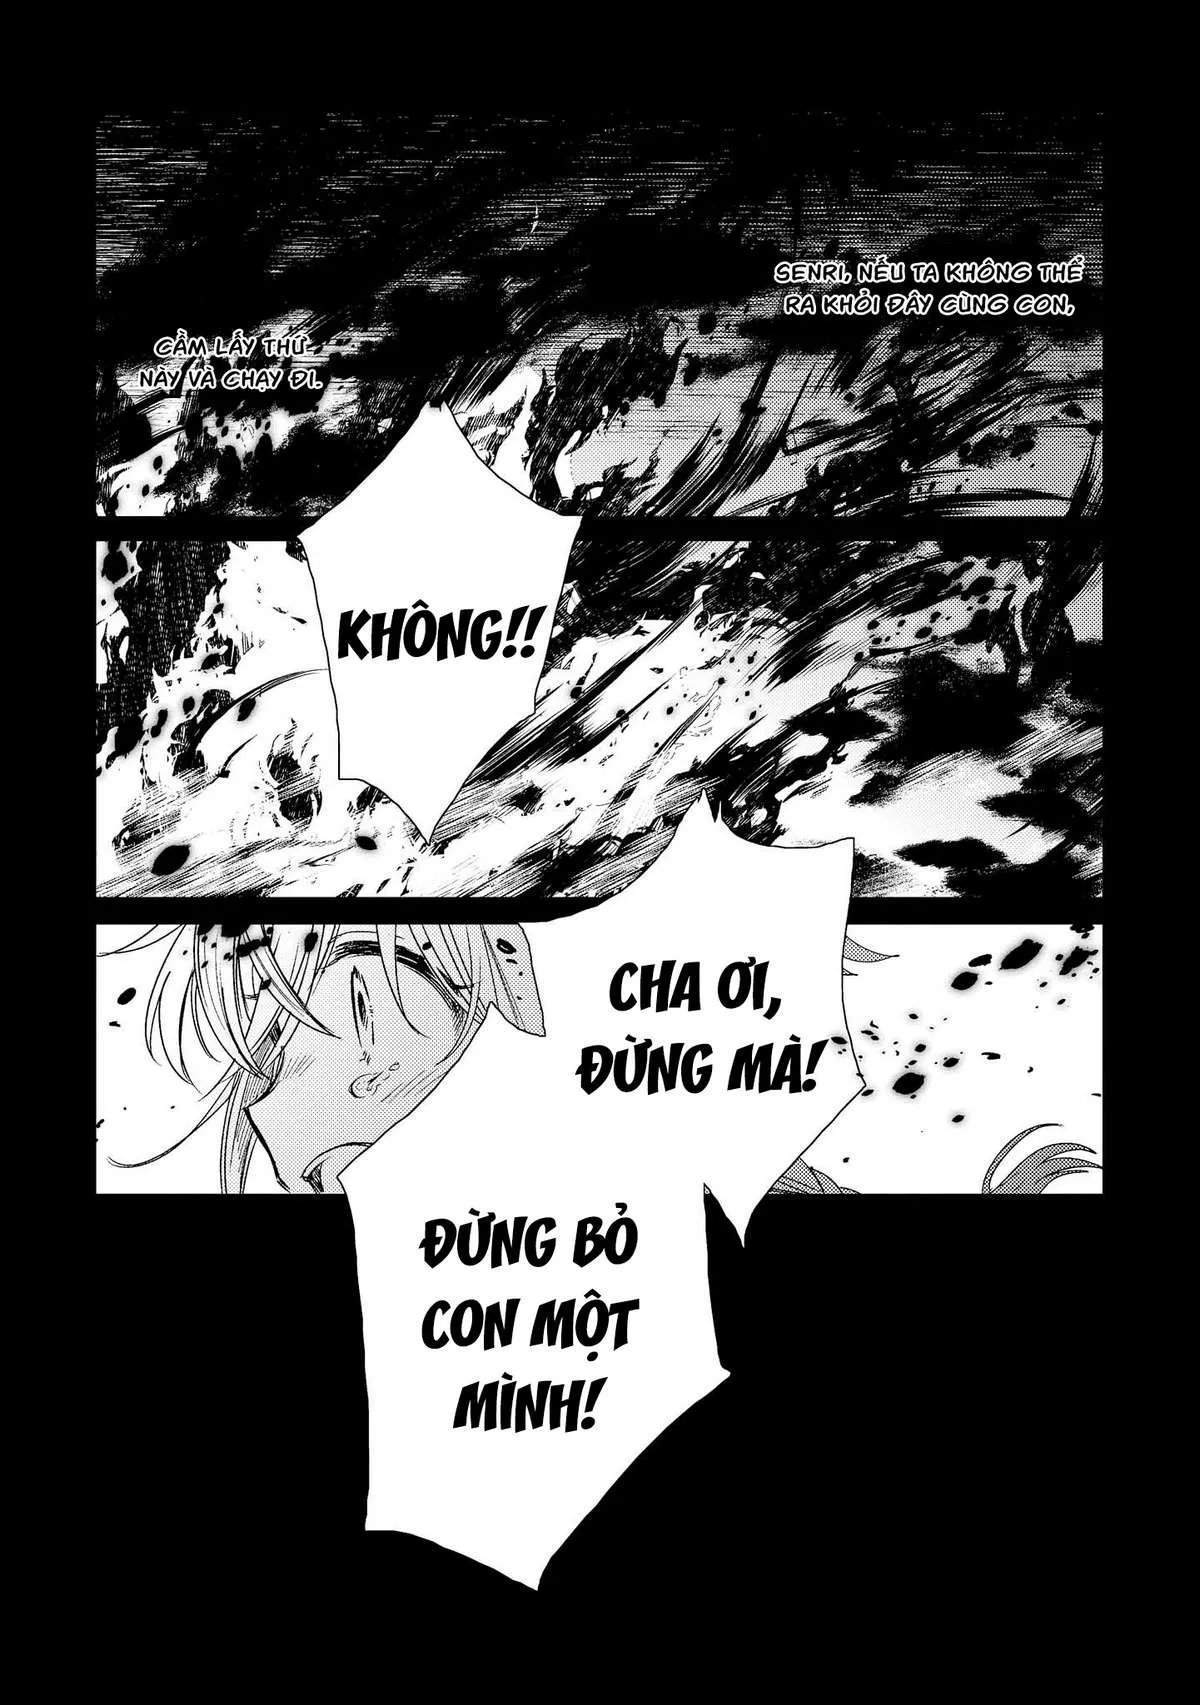 SENRI, NẾU TA KHÔNG THỂ
RA KHỎI ĐÂY CÙNG CON,
CẦM LẤY THỨ
NÀY VÀ CHẠY ĐI.
KHÔNG!!
CHA ƠI,
ĐỪNG MÀ!
ĐỪNG BỎ
CON MỘT
MÌNH!